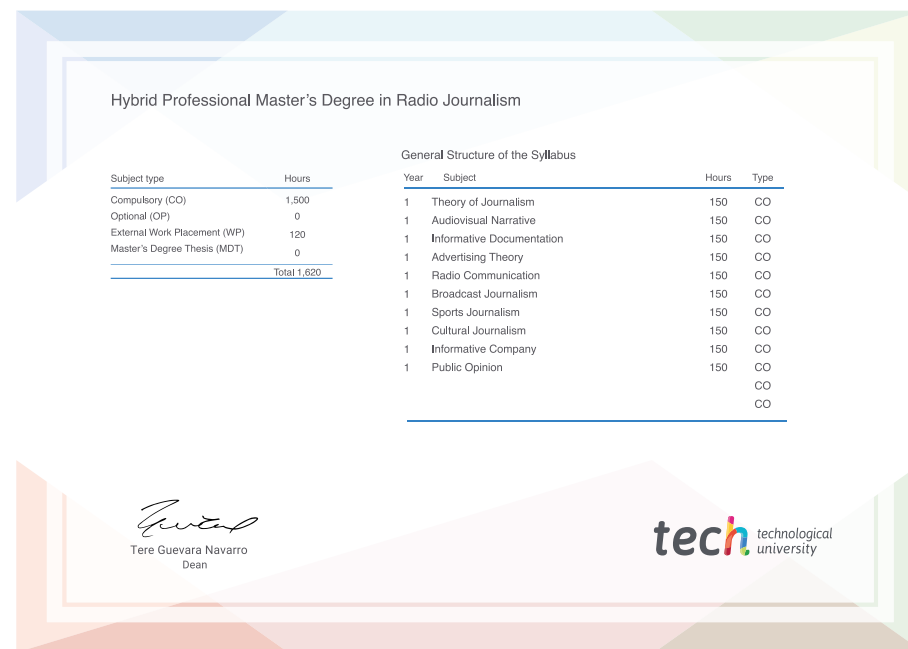 Hybrid Professional Master's Degree in Radio Journalism
Subject type Hours
Compulsory (CO) 1,500
Optional (OP) 0
External Work Placement (WP) 120
Master's Degree Thesis (MDT) 0
Total 1,620
General Structure of the Syllabus
Year Subject Hours Type
1 Theory of Journalism 150 CO
1 Audiovisual Narrative 150 CO
1 Informative Documentation 150 CO
1 Advertising Theory 150 CO
1 Radio Communication 150 CO
1 Broadcast Journalism 150 CO
1 Sports Journalism 150 CO
1 Cultural Journalism 150 CO
1 Informative Company 150 CO
1 Public Opinion 150 CO
CO
CO
Tere Guevara Navarro
Dean
tech technological
university